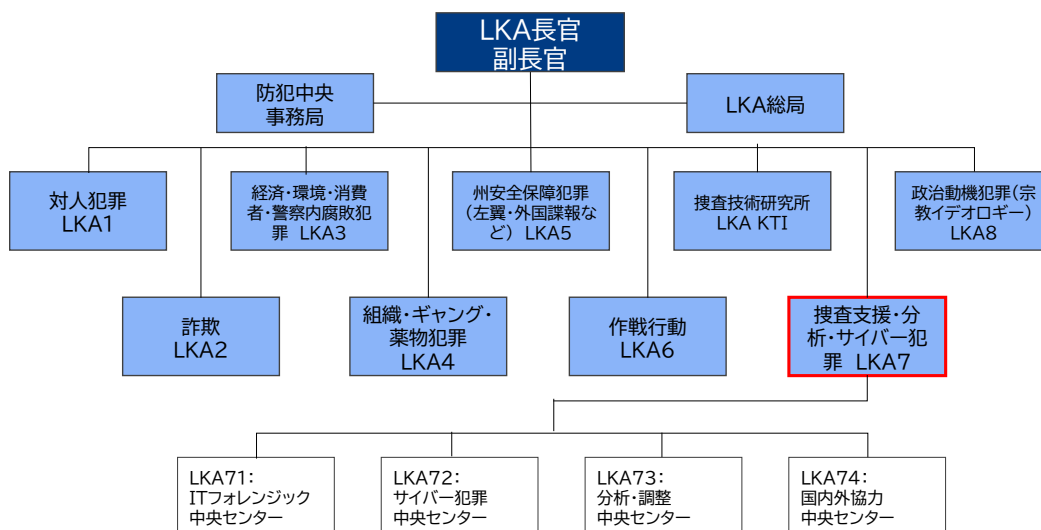 LKA長官
副長官
防犯中央
事務局
LKA総局
対人犯罪
LKA1
経済・環境・消費
者・警察内腐敗犯
罪 LKA3
州安全保障犯罪
(左翼・外国諜報な
ど) LKA5
捜査技術研究所
LKA KTI
政治動機犯罪(宗
教イデオロギー)
LKA8
詐欺
LKA2
組織・ギャング・
薬物犯罪
LKA4
作戦行動
LKA6
捜査支援・分
析・サイバー犯
罪 LKA7
LKA71:
ITフォレンジック
中央センター
LKA72:
サイバー犯罪
中央センター
LKA73:
分析・調整
中央センター
LKA74:
国内外協力
中央センター